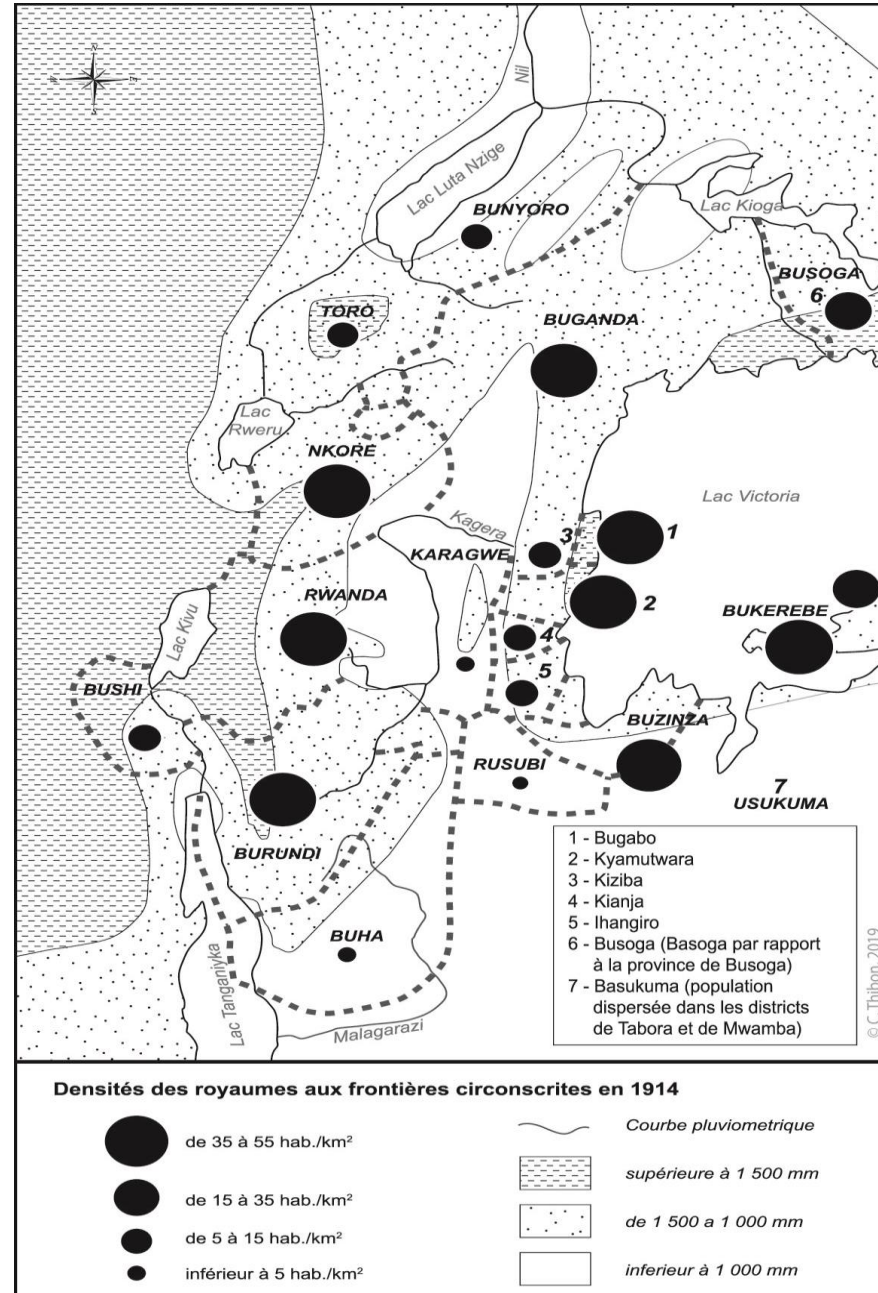 N
E
S
Nil
Lac Luta Nzige
BUNYORO
Lac Kioga
BUSOGA
6
TORO
BUGANDA
Lac
Rweru
NKORE
Lac Victoria
Kagera
3
1
KARAGWE
RWANDA
2
BUKEREBE
Lac Kivu
4
BUSHI
5
BUZINZA
RUSUBI
7
USUKUMA
BURUNDI
BUHA
Lac Tanganiyka
Malagarazi
1 - Bugabo
2 - Kyamutwara
3 - Kiziba
4 - Kianja
5 - Ihangiro
6 - Busoga (Basoga par rapport
à la province de Busoga)
7 - Basukuma (population
dispersée dans les districts
de Tabora et de Mwamba)
© C. Thibon, 2019
Densités des royaumes aux frontières circonscrites en 1914
de 35 à 55 hab./km²
de 15 à 35 hab./km²
de 5 à 15 hab./km²
inférieur à 5 hab./km²
Courbe pluviometrique
supérieure à 1 500 mm
de 1 500 a 1 000 mm
inferieur à 1 000 mm